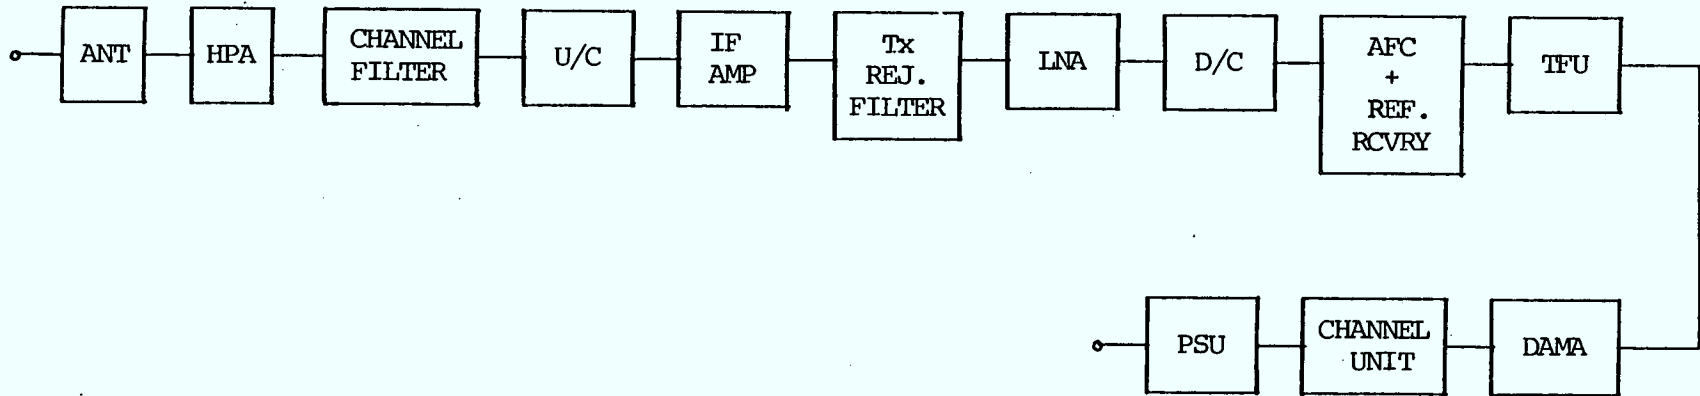 ANT
HPA
CHANNEL
FILTER
U/C
IF
AMP
Tx
REJ.
FILTER
LNA
D/C
AFC
+
REF.
RCVRY
TFU
PSU
CHANNEL
UNIT
DAMA